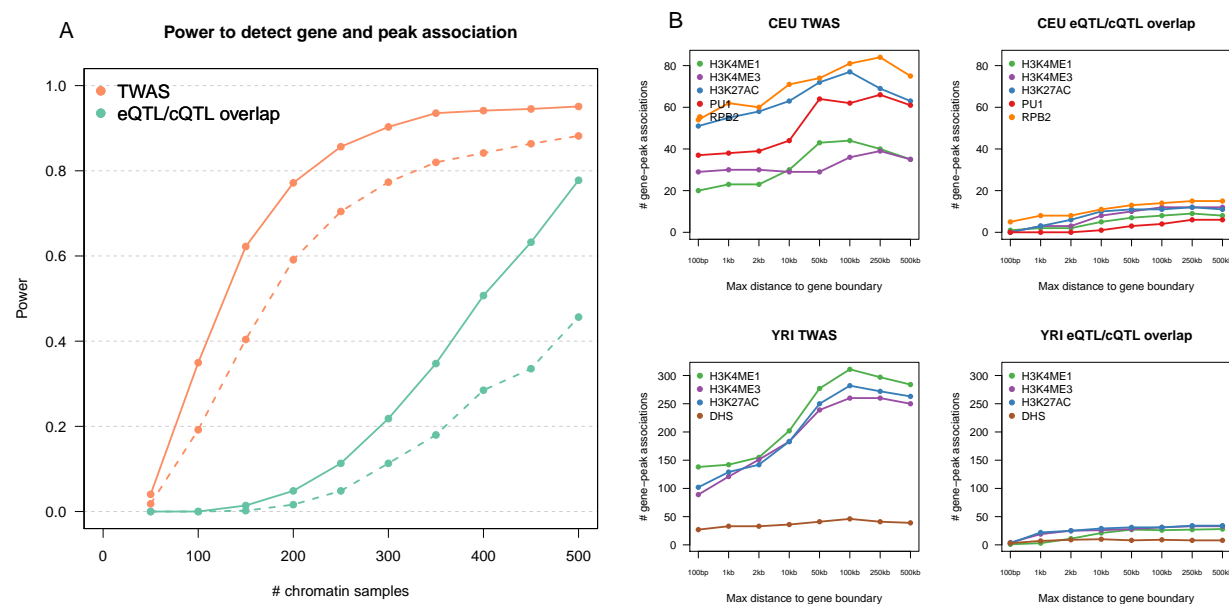 A
Power to detect gene and peak association
TWAS
eQTL/cQTL overlap
1.0
0.8
0.6
0.4
0.2
0.0
Power
0
100
200
300
400
500
# chromatin samples
B
CEU TWAS
H3K4ME1
H3K4ME3
H3K27AC
PU1
RPB2
80
60
40
20
0
# gene−peak associations
100bp 1kb 2kb 10kb 50kb 100kb 250kb 500kb
Max distance to gene boundary
CEU eQTL/cQTL overlap
H3K4ME1
H3K4ME3
H3K27AC
PU1
RPB2
80
60
40
20
0
# gene−peak associations
100bp 1kb 2kb 10kb 50kb 100kb 250kb 500kb
Max distance to gene boundary
YRI TWAS
H3K4ME1
H3K4ME3
H3K27AC
DHS
300
250
200
150
100
50
0
# gene−peak associations
100bp 1kb 2kb 10kb 50kb 100kb 250kb 500kb
Max distance to gene boundary
YRI eQTL/cQTL overlap
H3K4ME1
H3K4ME3
H3K27AC
DHS
300
250
200
150
100
50
0
# gene−peak associations
100bp 1kb 2kb 10kb 50kb 100kb 250kb 500kb
Max distance to gene boundary